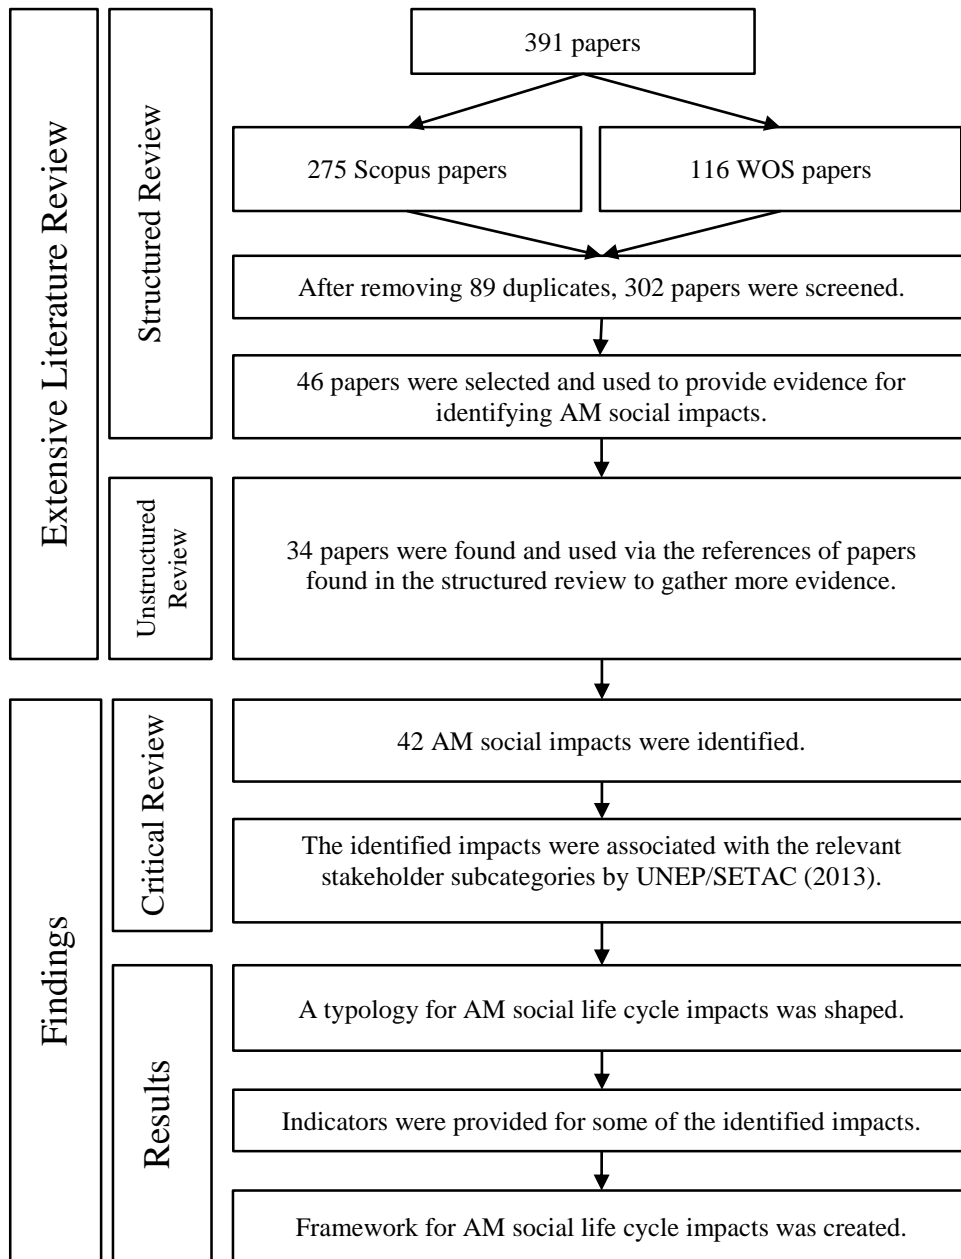 Extensive Literature Review
Structured Review
391 papers
275 Scopus papers
116 WOS papers
After removing 89 duplicates, 302 papers were screened.
46 papers were selected and used to provide evidence for
identifying AM social impacts.
Unstructured
Review
34 papers were found and used via the references of papers
found in the structured review to gather more evidence.
Findings
Critical Review
42 AM social impacts were identified.
The identified impacts were associated with the relevant
stakeholder subcategories by UNEP/SETAC (2013).
Results
A typology for AM social life cycle impacts was shaped.
Indicators were provided for some of the identified impacts.
Framework for AM social life cycle impacts was created.